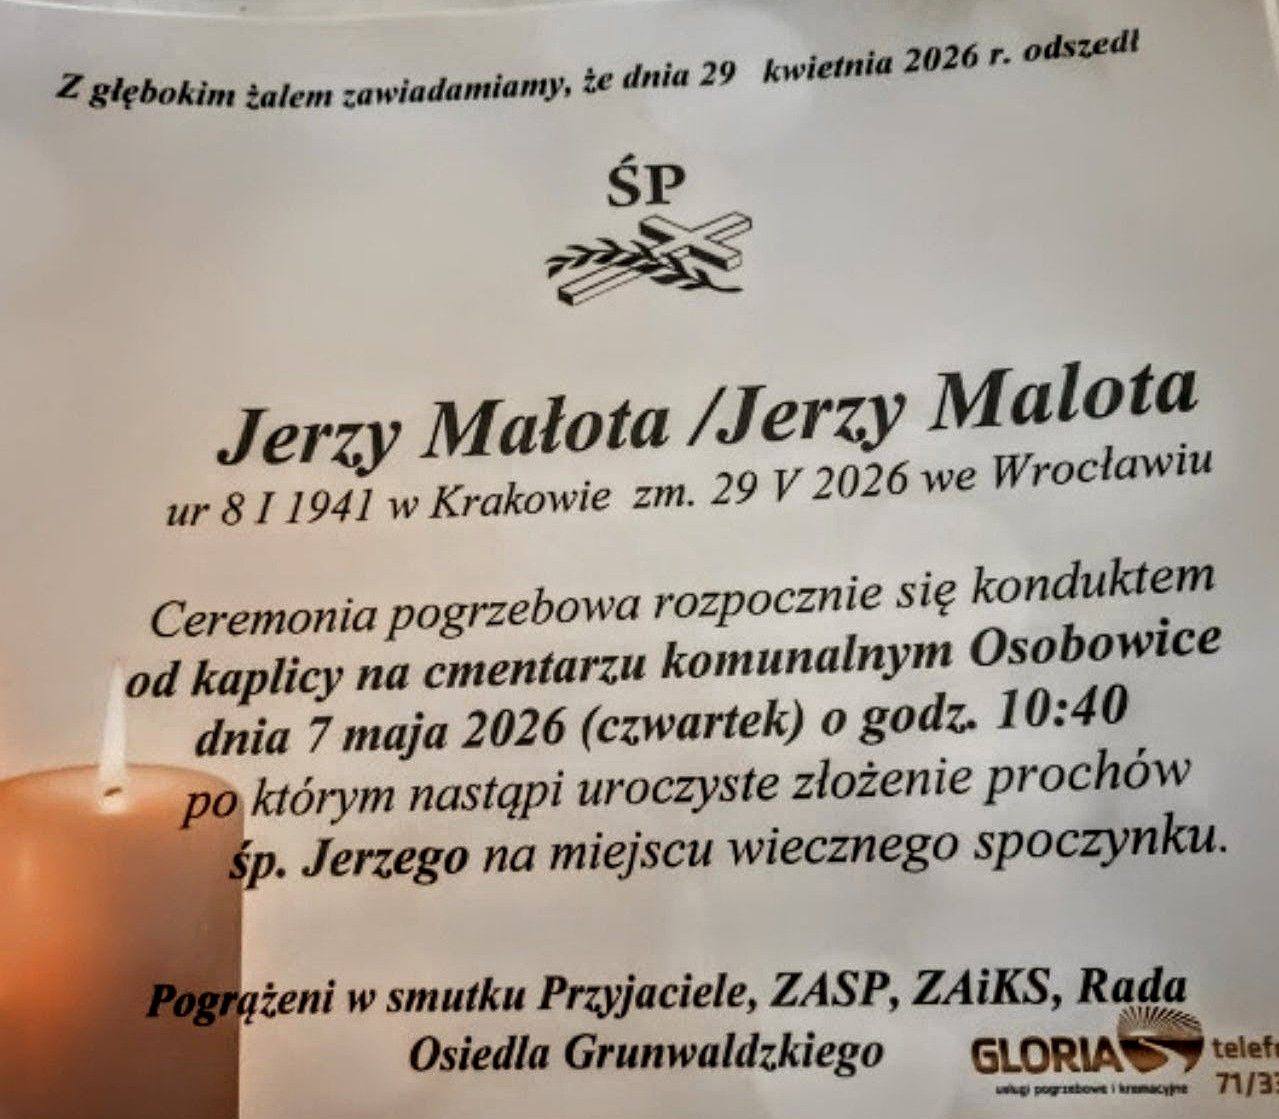 Z głębokim żalem zawiadamiamy, że dnia 29 kwietnia 2026 r. odszedł
ŚP
Jerzy Małota /Jerzy Malota
ur 8 I 1941 w Krakowie zm. 29 V 2026 we Wrocławiu
Ceremonia pogrzebowa rozpocznie się konduktem
od kaplicy na cmentarzu komunalnym Osobowice
dnia 7 maja 2026 (czwartek) o godz. 10:40
po którym nastąpi uroczyste złożenie prochów
śp. Jerzego na miejscu wiecznego spoczynku.
Pogrążeni w smutku Przyjaciele, ZASP, ZAiKS, Rada
Osiedla Grunwaldzkiego
GLORIA
usługi pogrzebowe i kremacyjne
telefo
71/33